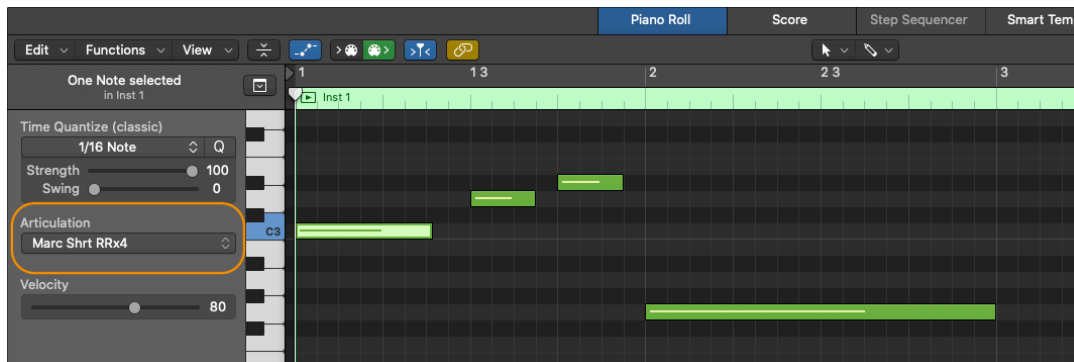 Piano Roll Score Step Sequencer Smart Tem
Edit Functions View
One Note selected
in Inst 1
1 1 3 2 2 3 3
Inst 1
Time Quantize (classic)
1/16 Note Q
Strength 100
Swing 0
Articulation
Marc Shrt RRx4
C3
Velocity
80